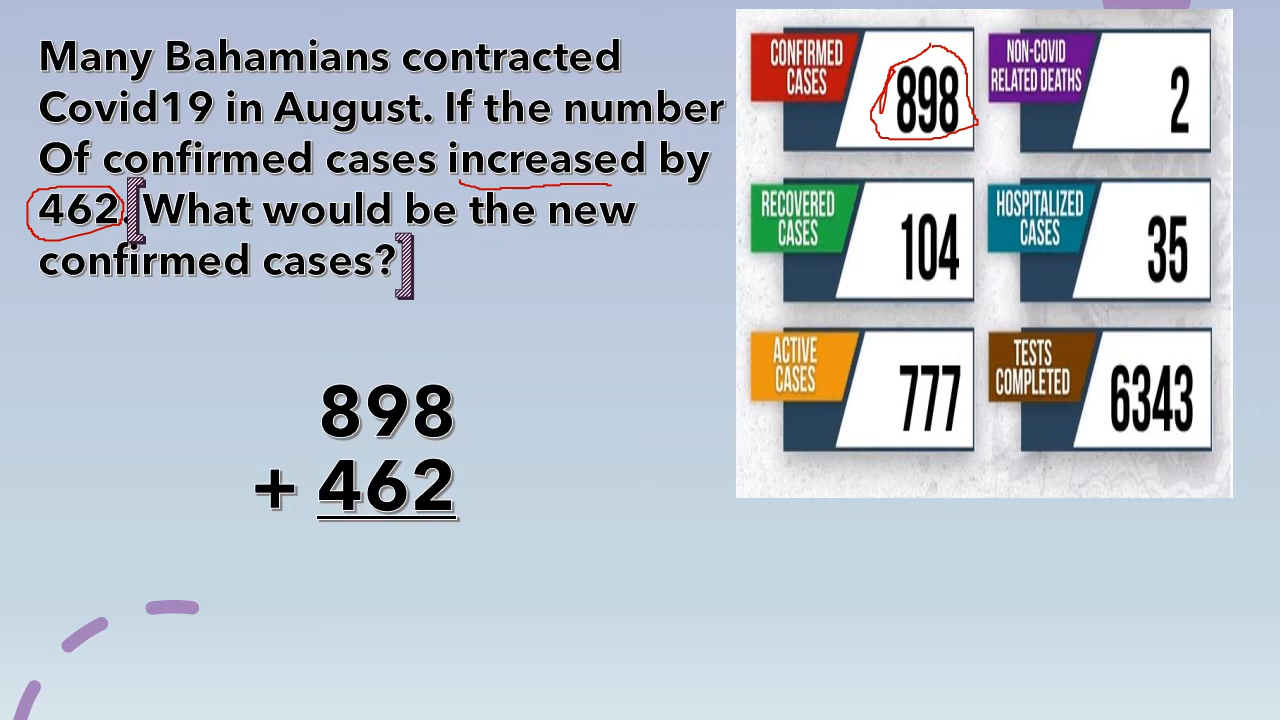 Many Bahamians contracted
Covid19 in August. If the number
Of confirmed cases increased by
462. [What would be the new
confirmed cases?]
898
+ 462
CONFIRMED
CASES
898
NON-COVID
RELATED DEATHS
2
RECOVERED
CASES
104
HOSPITALIZED
CASES
35
ACTIVE
CASES
777
TESTS
COMPLETED
6343